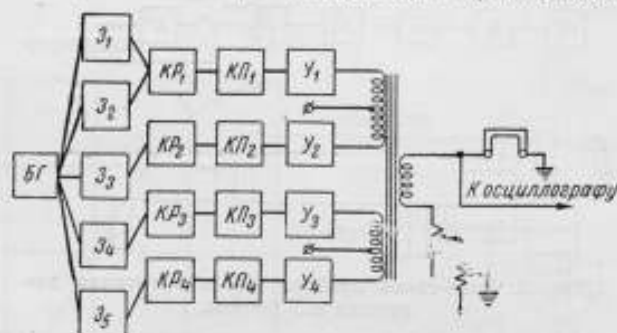 З₁
КР₁ КП₁ У₁
З₂
КР₂ КП₂ У₂
БГ З₃
К осциллографу
КР₃ КП₃ У₃
З₄
КР₄ КП₄ У₄
З₅